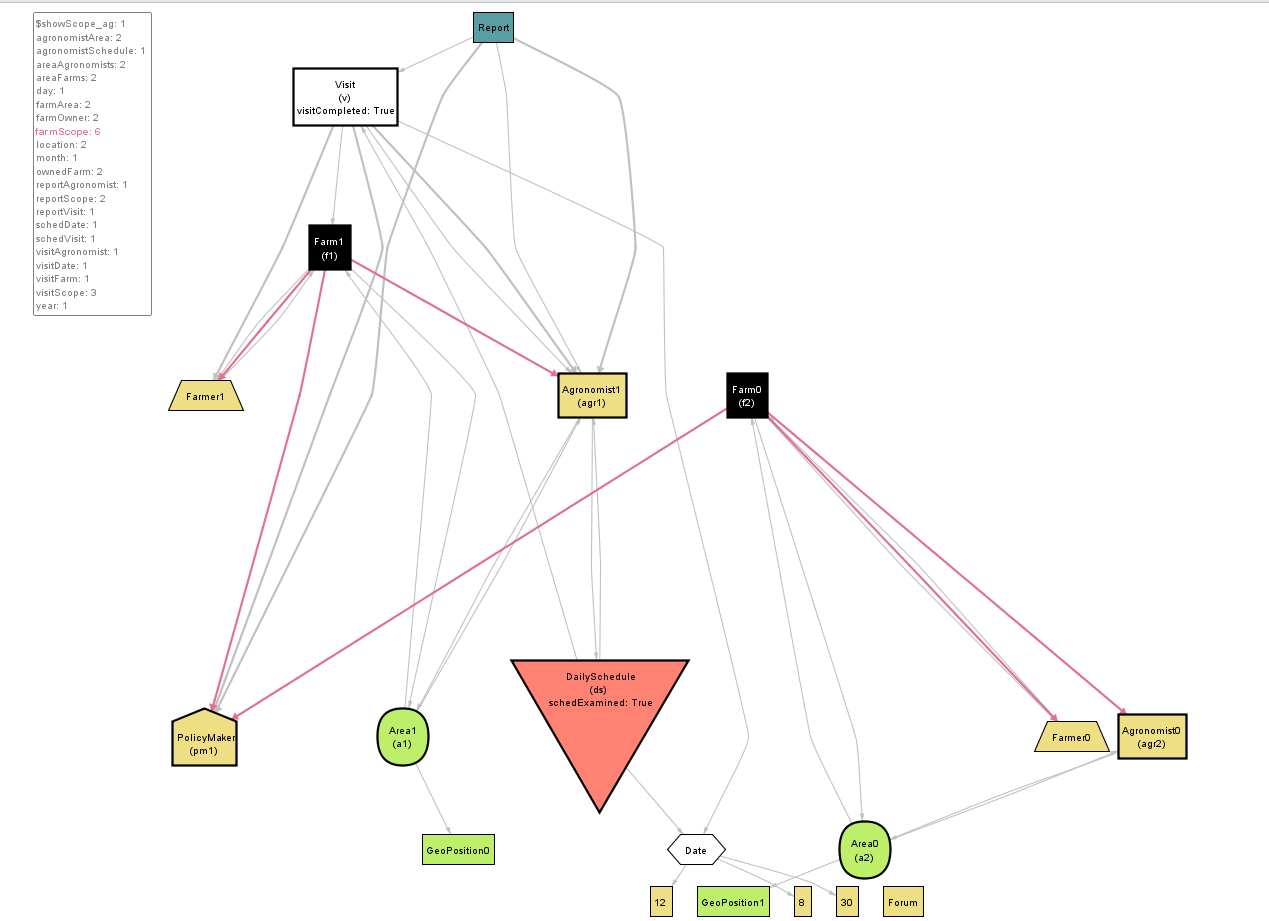 $showScope_ag: 1
agronomistArea: 2
agronomistSchedule: 1
areaAgronomists: 2
areaFarms: 2
day: 1
farmArea: 2
farmOwner: 2
farmScope: 6
location: 2
month: 1
ownedFarm: 2
reportAgronomist: 1
reportScope: 2
reportVisit: 1
schedDate: 1
schedVisit: 1
visitAgronomist: 1
visitDate: 1
visitFarm: 1
visitScope: 3
year: 1
Report
Visit
(v)
visitCompleted: True
Farm1
(f1)
Farmer1
Agronomist1
(agr1)
Farm0
(f2)
PolicyMaker
(pm1)
Area1
(a1)
DailySchedule
(ds)
schedExamined: True
Farmer0
Agronomist0
(agr2)
GeoPosition0
Date
Area0
(a2)
12
GeoPosition1
8
30
Forum